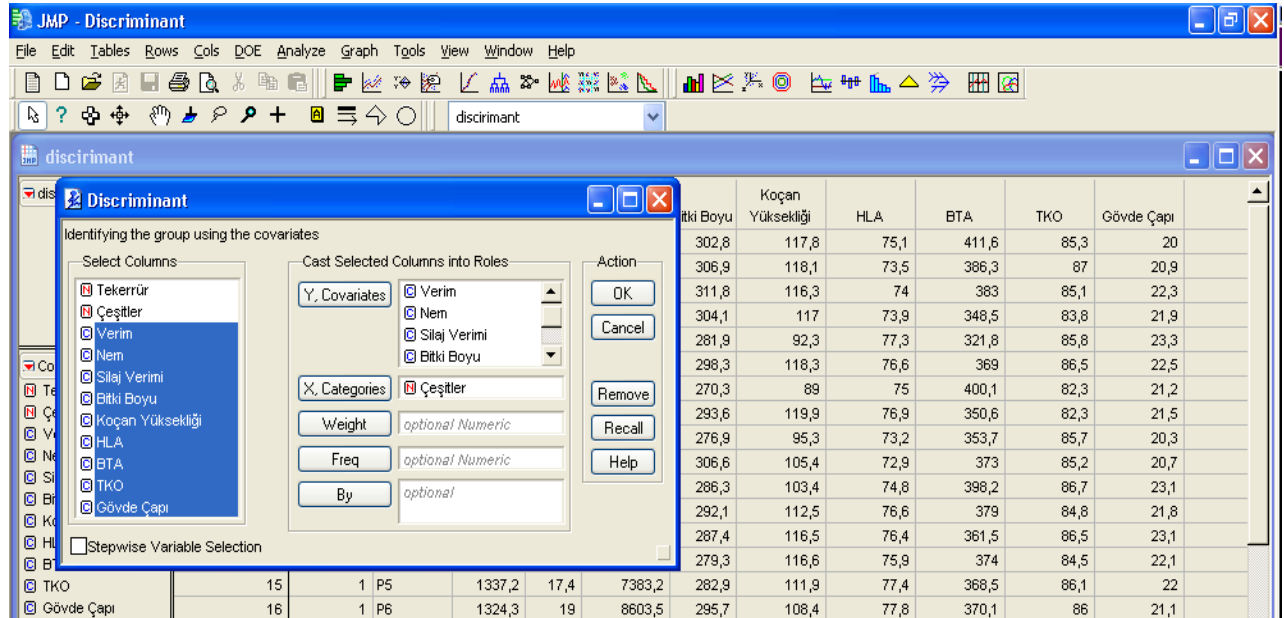 JMP - Discriminant
File Edit Tables Rows Cols DOE Analyze Graph Tools View Window Help
discirimant
discirimant
Discriminant
Identifying the group using the covariates
Select Columns
Tekerrür
Çeşitler
Verim
Nem
Silaj Verimi
Bitki Boyu
Koçan Yüksekliği
HLA
BTA
TKO
Gövde Çapı
Stepwise Variable Selection
Cast Selected Columns into Roles
Y, Covariates
Verim
Nem
Silaj Verimi
Bitki Boyu
X, Categories Çeşitler
Weight optional Numeric
Freq optional Numeric
By optional
Action
OK
Cancel
Remove
Recall
Help
Koçan
Boyu Yüksekliği HLA BTA TKO Gövde Çapı
302,8 117,8 75,1 411,6 85,3 20
306,9 118,1 73,5 386,3 87 20,9
311,8 116,3 74 383 85,1 22,3
304,1 117 73,9 348,5 83,8 21,9
281,9 92,3 77,3 321,8 85,8 23,3
298,3 118,3 76,6 369 86,5 22,5
270,3 89 75 400,1 82,3 21,2
293,6 119,9 76,9 350,6 82,3 21,5
276,9 95,3 73,2 353,7 85,7 20,3
306,6 105,4 72,9 373 85,2 20,7
286,3 103,4 74,8 398,2 86,7 23,1
292,1 112,5 76,6 379 84,8 21,8
287,4 116,5 76,4 361,5 86,5 23,1
279,3 116,6 75,9 374 84,5 22,1
TKO 15 1 P5 1337,2 17,4 7383,2 282,9 111,9 77,4 368,5 86,1 22
Gövde Çapı 16 1 P6 1324,3 19 8603,5 295,7 108,4 77,8 370,1 86 21,1